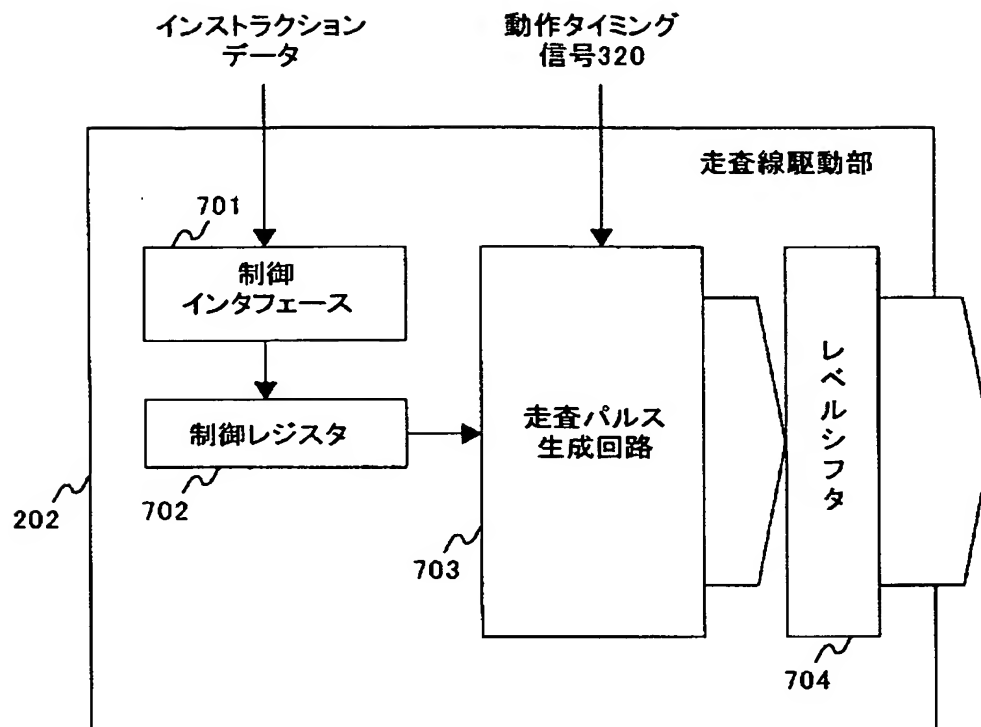 インストラクション
データ
動作タイミング
信号320
走査線駆動部
701
制御
インタフェース
制御レジスタ
702
202
走査パルス
生成回路
703
レベルシフタ
704